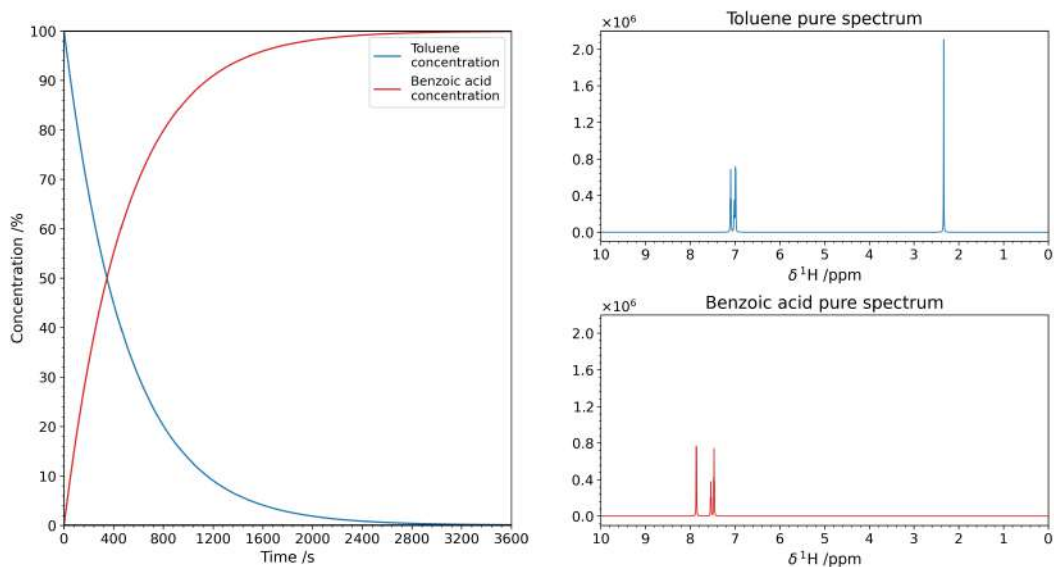 100
90
80
70
60
50
40
30
20
10
0
Concentration /%
0 400 800 1200 1600 2000 2400 2800 3200 3600
Time /s
Toluene
concentration
Benzoic acid
concentration
Toluene pure spectrum
×10⁶
2.0
1.6
1.2
0.8
0.4
0.0
10 9 8 7 6 5 4 3 2 1 0
δ ¹H /ppm
Benzoic acid pure spectrum
×10⁶
2.0
1.6
1.2
0.8
0.4
0.0
10 9 8 7 6 5 4 3 2 1 0
δ ¹H /ppm